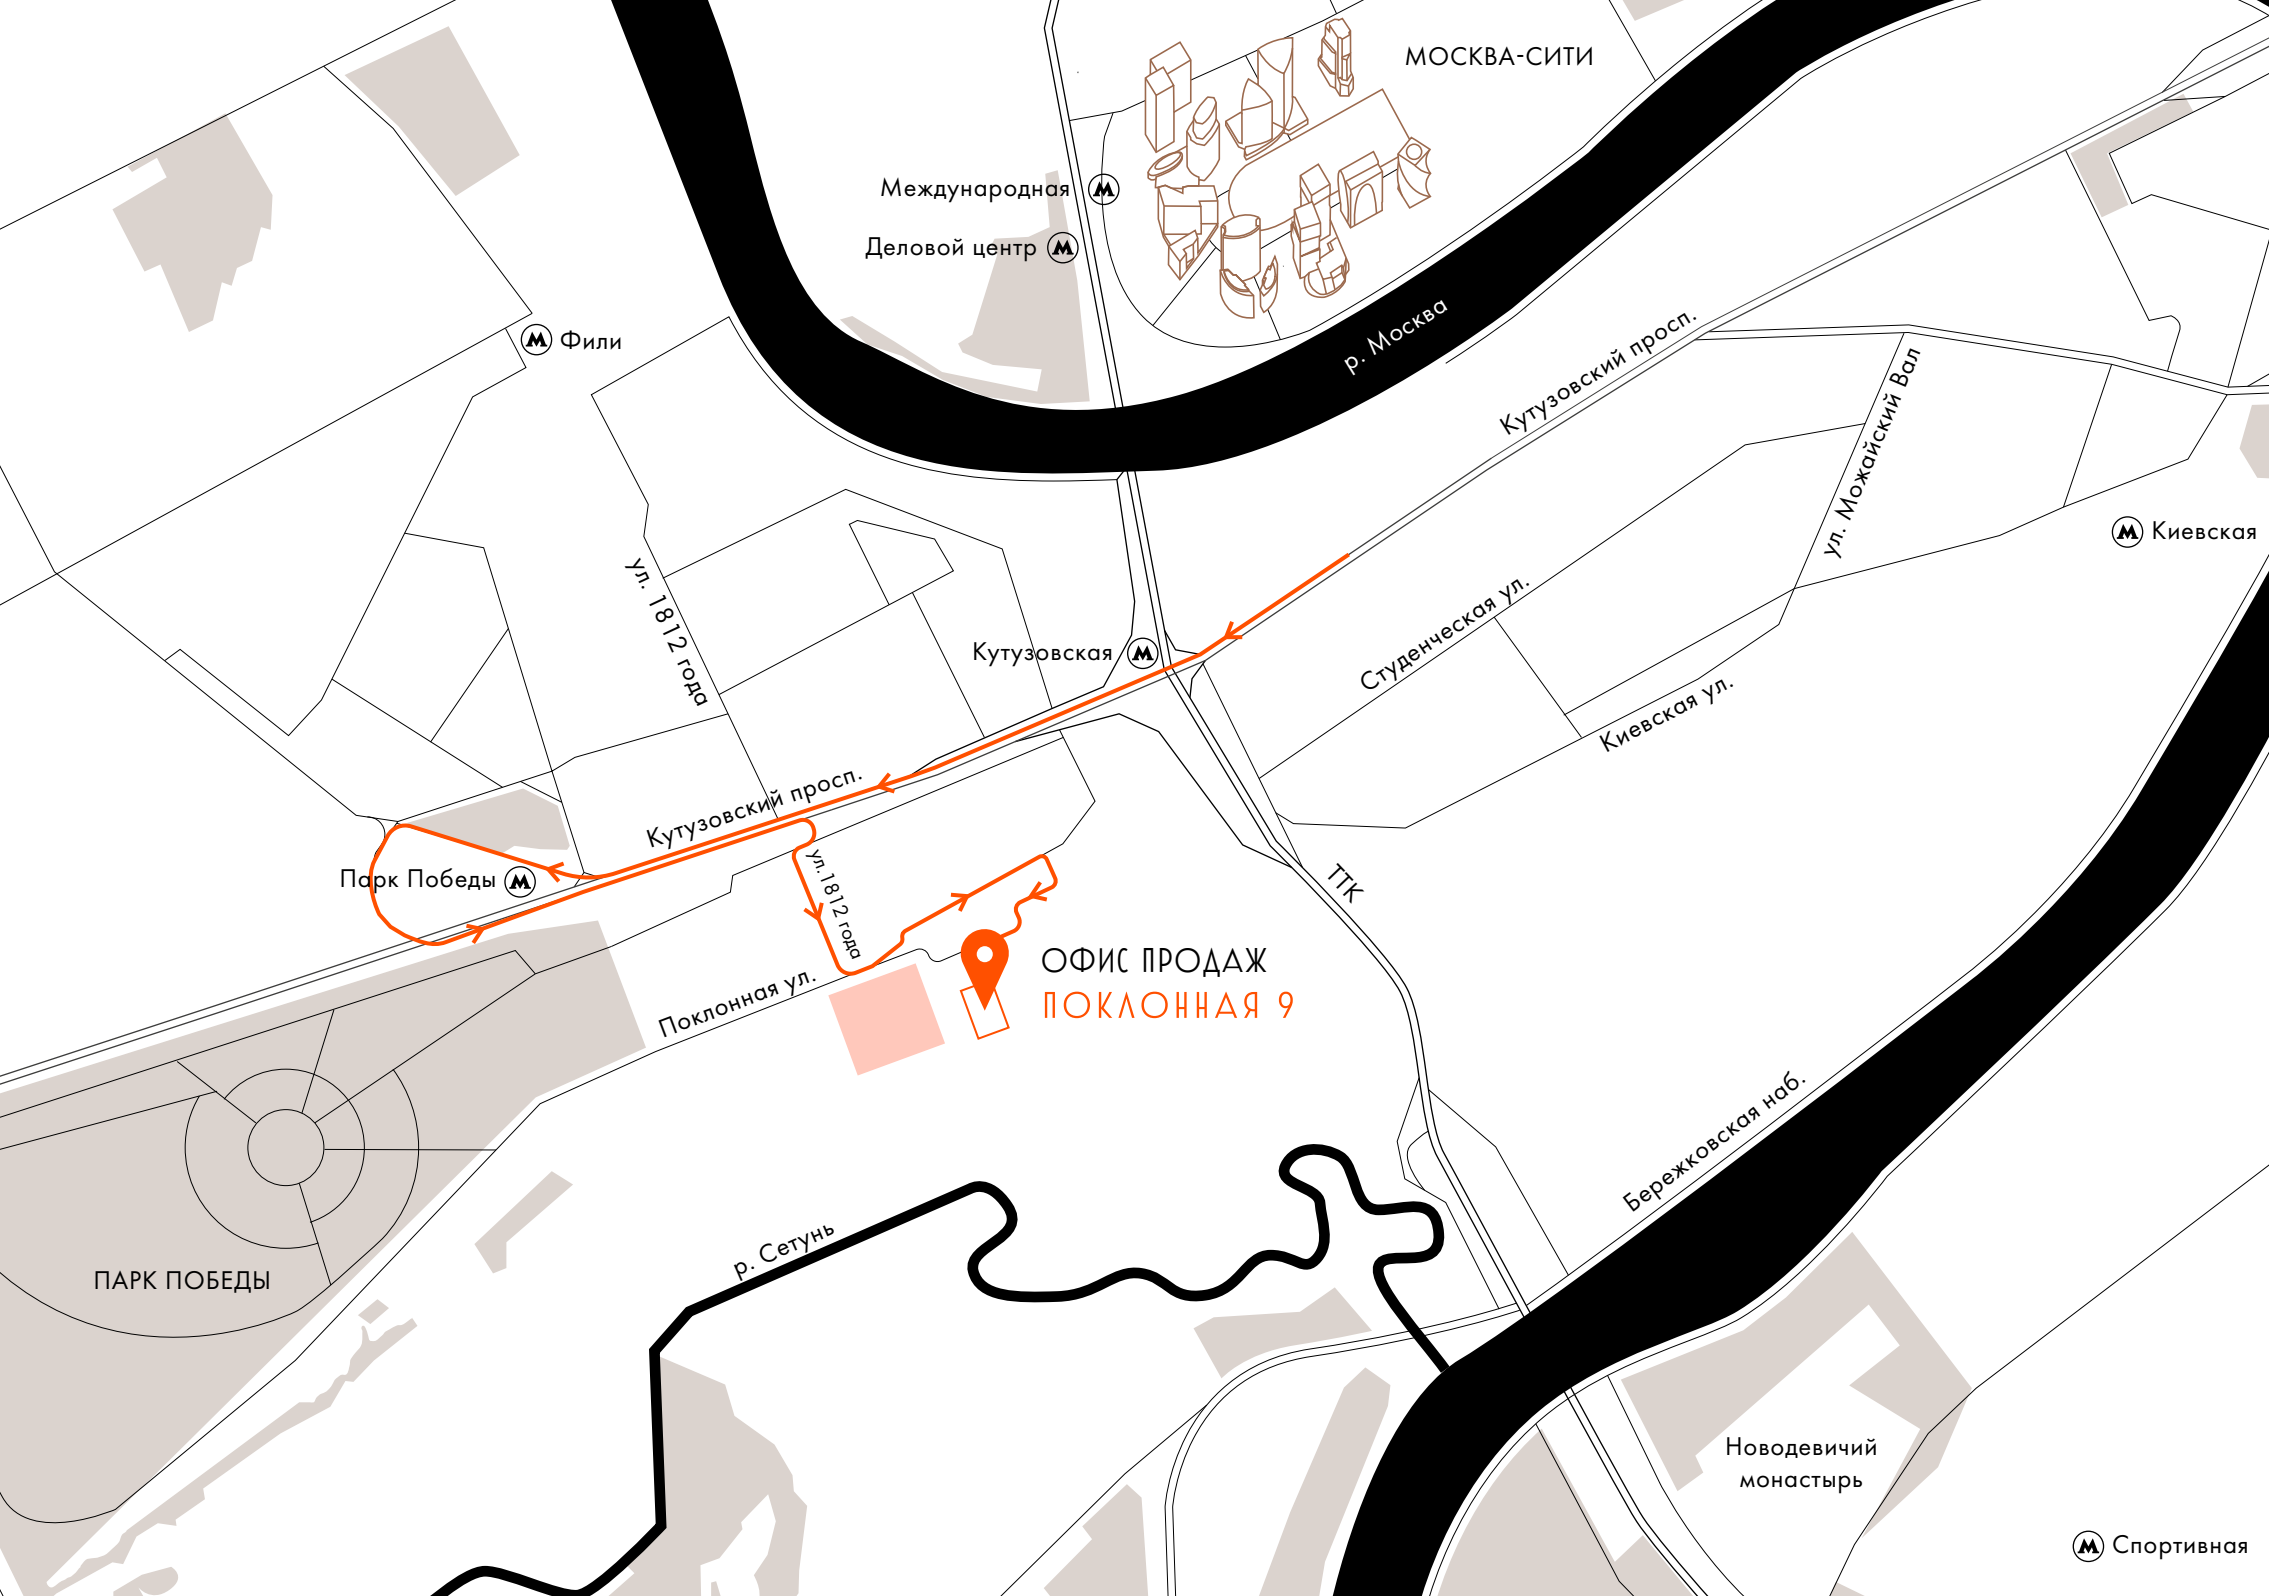 МОСКВА-СИТИ
Международная
Деловой центр
р. Москва
Фили
Кутузовский просп.
ул. Можайский Вал
Киевская
ул. 1812 года
Кутузовская
Студенческая ул.
Киевская ул.
Кутузовский просп.
Парк Победы
ул. 1812 года
ТТК
ОФИС ПРОДАЖ
ПОКЛОННАЯ 9
Поклонная ул.
Бережковская наб.
р. Сетунь
ПАРК ПОБЕДЫ
Новодевичий
монастырь
Спортивная